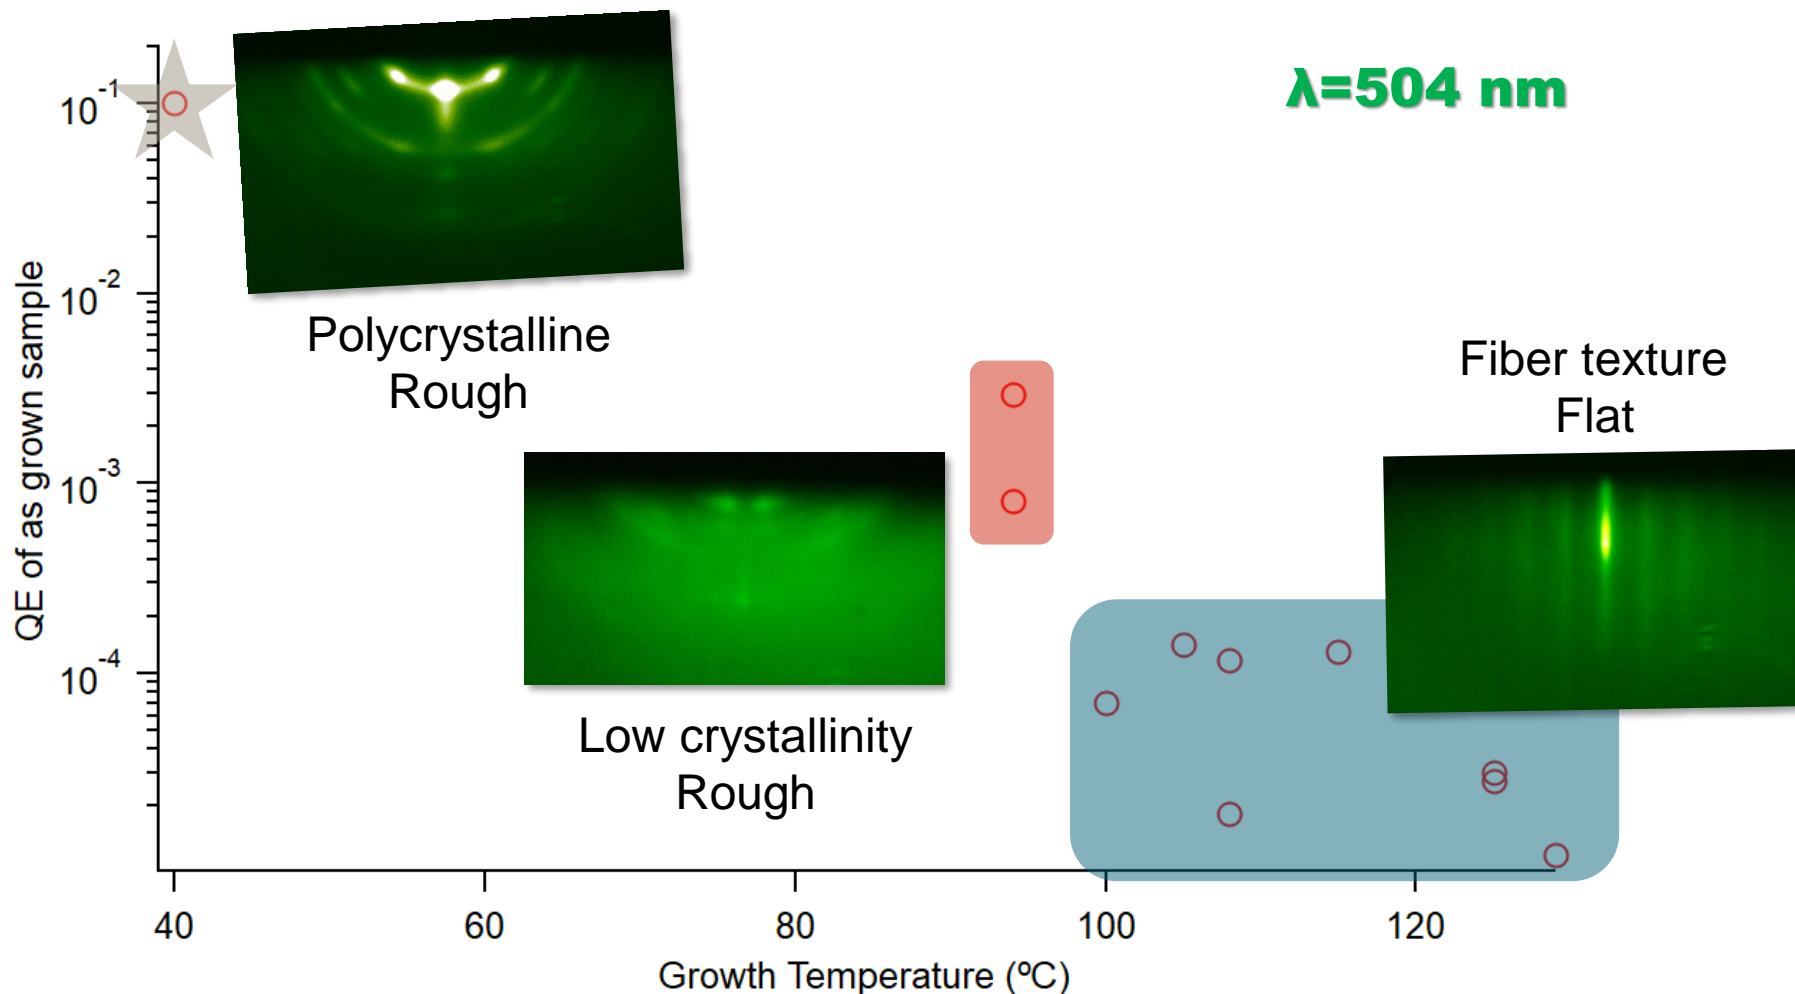 λ=504 nm
10^-1
10^-2
10^-3
10^-4
QE of as grown sample
Polycrystalline
Rough
Low crystallinity
Rough
Fiber texture
Flat
40 60 80 100 120
Growth Temperature (ºC)